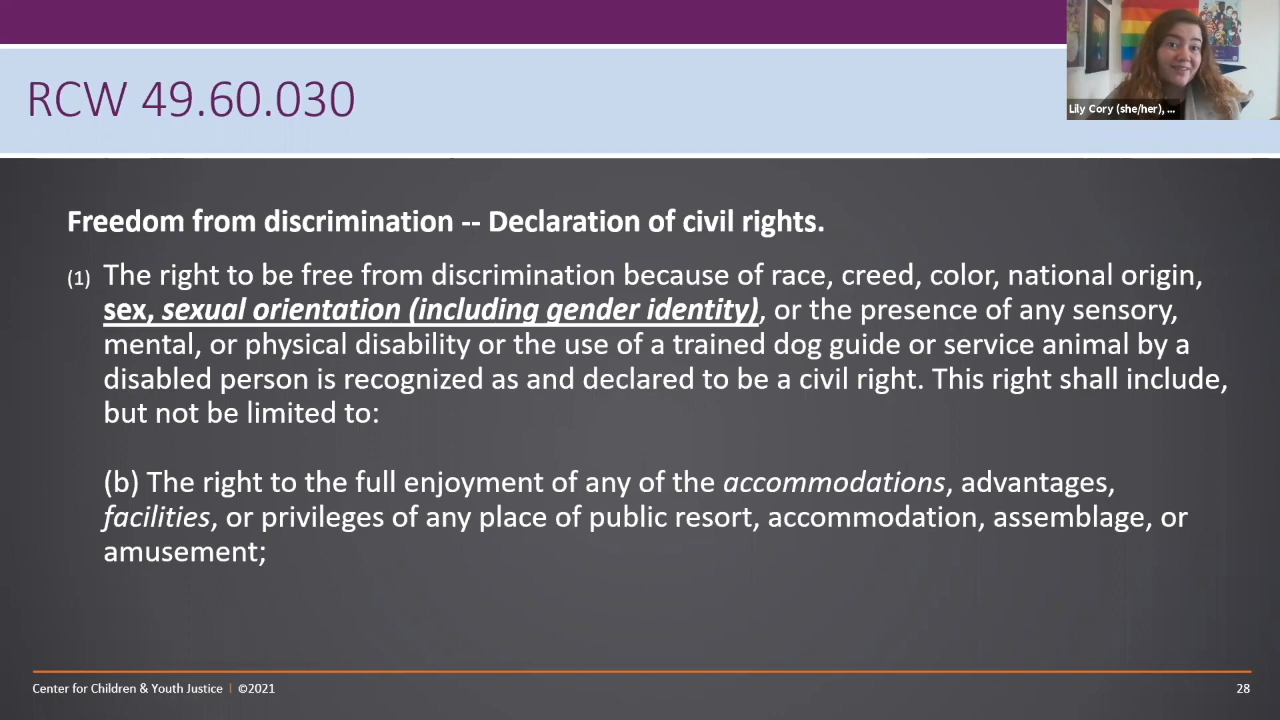 RCW 49.60.030
Lily Cory (she/her), ...
Freedom from discrimination -- Declaration of civil rights.
(1) The right to be free from discrimination because of race, creed, color, national origin,
sex, sexual orientation (including gender identity), or the presence of any sensory,
mental, or physical disability or the use of a trained dog guide or service animal by a
disabled person is recognized as and declared to be a civil right. This right shall include,
but not be limited to:
(b) The right to the full enjoyment of any of the accommodations, advantages,
facilities, or privileges of any place of public resort, accommodation, assemblage, or
amusement;
Center for Children & Youth Justice | ©2021
28